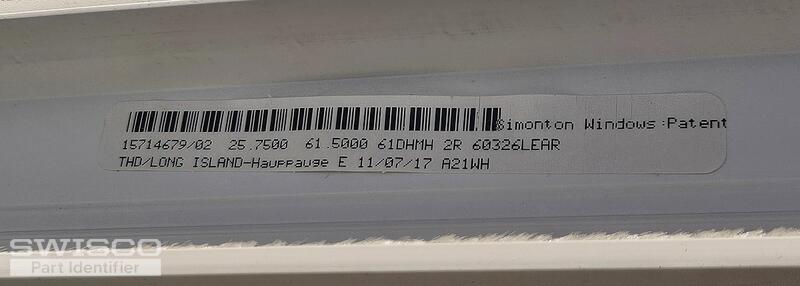 Simonton Windows:Patent
15714679/02 25.7500 61.5000 61DHMH 2R 60326LEAR
THD/LONG ISLAND-Hauppauge E 11/07/17 A21WH
SWISCO
Part Identifier